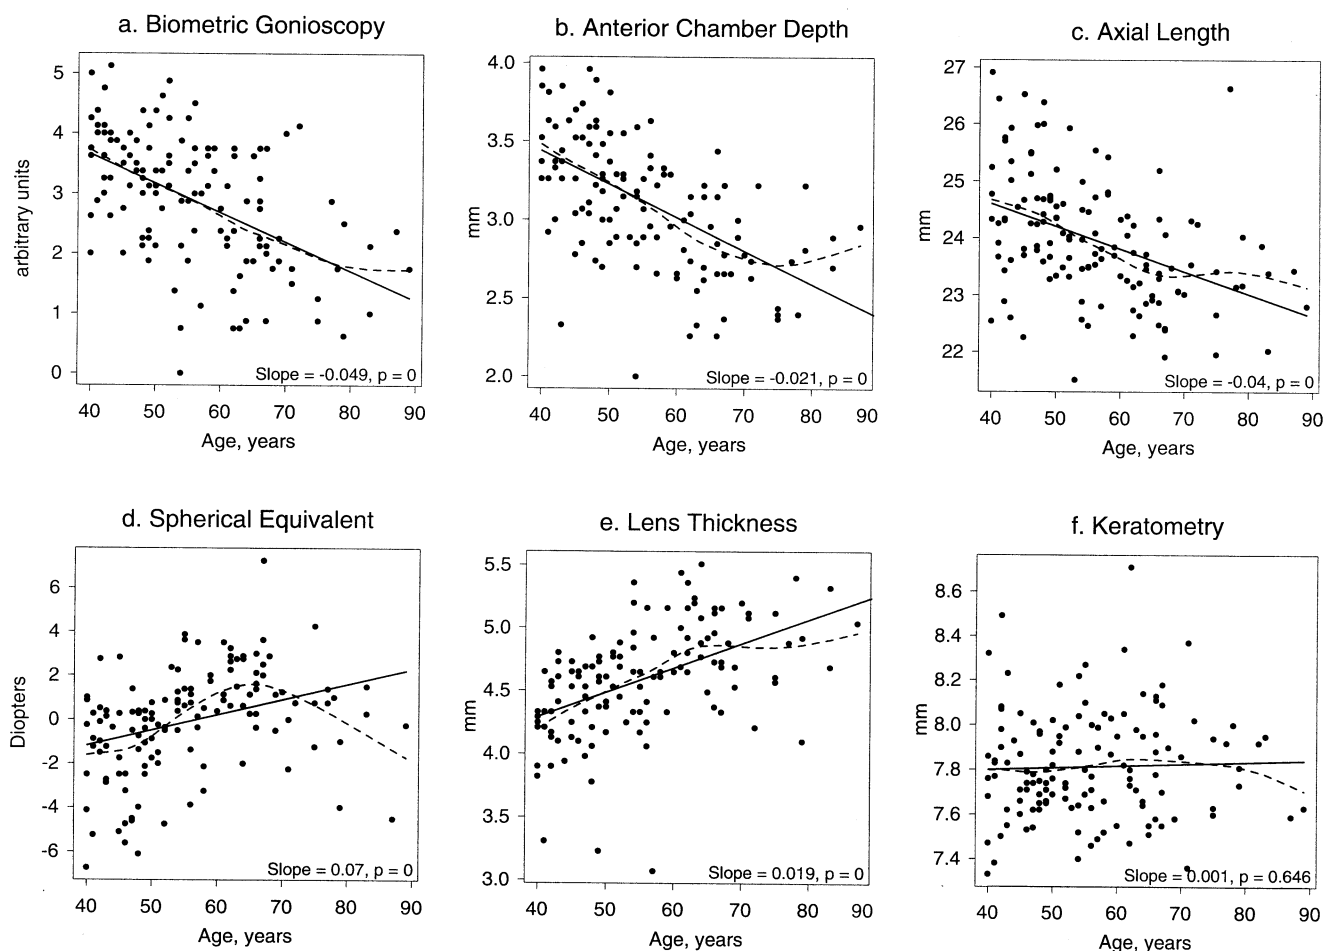 a. Biometric Gonioscopy
5
4
3
2
1
0
arbitrary units
Slope = -0.049, p = 0
40 50 60 70 80 90
Age, years
b. Anterior Chamber Depth
4.0
3.5
3.0
2.5
2.0
mm
Slope = -0.021, p = 0
40 50 60 70 80 90
Age, years
c. Axial Length
27
26
25
24
23
22
mm
Slope = -0.04, p = 0
40 50 60 70 80 90
Age, years
d. Spherical Equivalent
6
4
2
0
-2
-4
-6
Diopters
Slope = 0.07, p = 0
40 50 60 70 80 90
Age, years
e. Lens Thickness
5.5
5.0
4.5
4.0
3.5
3.0
mm
Slope = 0.019, p = 0
40 50 60 70 80 90
Age, years
f. Keratometry
8.6
8.4
8.2
8.0
7.8
7.6
7.4
mm
Slope = 0.001, p = 0.646
40 50 60 70 80 90
Age, years